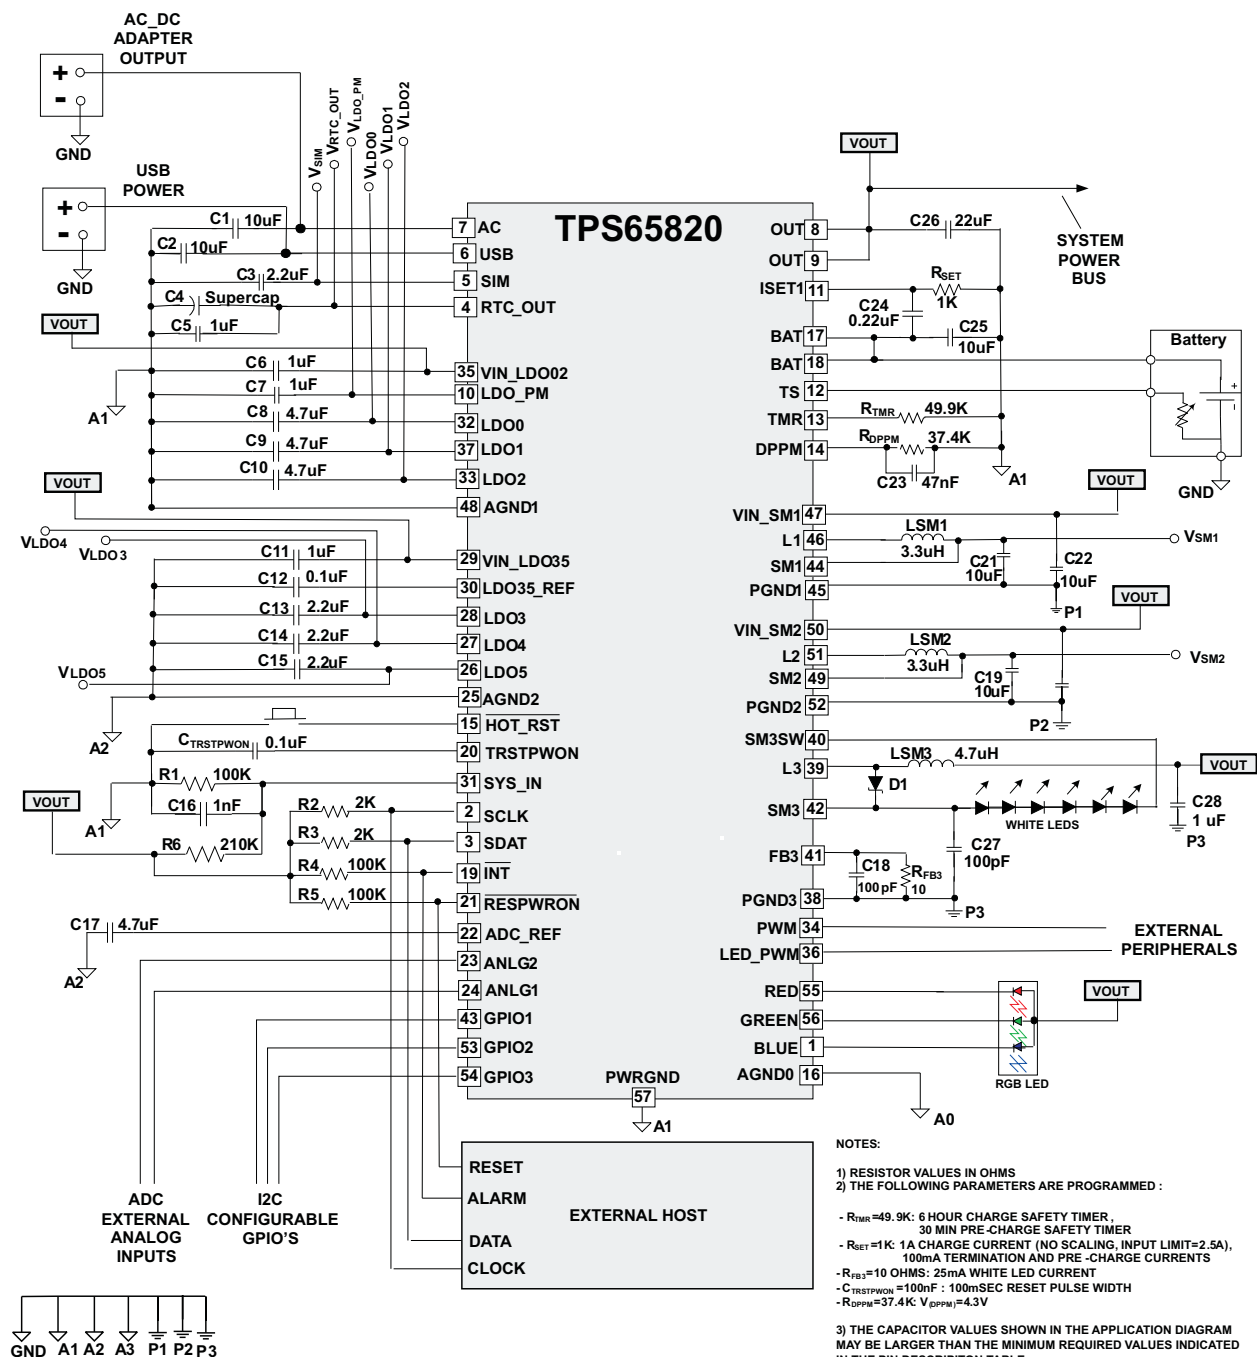 AC_DC
ADAPTER
OUTPUT
+
-
GND
USB
POWER
+
-
GND
VSIM
VRTC_OUT
VLDO_PM
VLDO0
VLDO1
VLDO2
TPS65820
C1 10uF
7 AC
C2 10uF
6 USB
C3 2.2uF
5 SIM
C4 Supercap
4 RTC_OUT
VOUT
C5 1uF
C6 1uF
35 VIN_LDO02
A1
C7 1uF
10 LDO_PM
C8 4.7uF
32 LDO0
C9 4.7uF
37 LDO1
C10 4.7uF
33 LDO2
VOUT
48 AGND1
VLDO4
VLDO3
C11 1uF
29 VIN_LDO35
C12 0.1uF
30 LDO35_REF
C13 2.2uF
28 LDO3
C14 2.2uF
27 LDO4
C15 2.2uF
26 LDO5
VLDO5
25 AGND2
A2
15 HOT_RST
CTRSTPWON 0.1uF
20 TRSTPWON
R1 100K
31 SYS_IN
C16 1nF
VOUT
A1
R2 2K
2 SCLK
R6 210K
R3 2K
3 SDAT
R4 100K
19 INT
R5 100K
21 RESPWRON
C17 4.7uF
22 ADC_REF
A2
23 ANLG2
24 ANLG1
43 GPIO1
53 GPIO2
54 GPIO3
PWRGND
57
A1
VOUT
OUT 8
C26 22uF
SYSTEM
POWER
BUS
OUT 9
ISET1 11
RSET
1K
C24
0.22uF
BAT 17
C25
10uF
BAT 18
Battery
+
-
TS 12
TMR 13
RTMR 49.9K
DPPM 14
RDPPM 37.4K
C23 47nF
A1
GND
VOUT
VIN_SM1 47
L1 46
LSM1
3.3uH
VSM1
SM1 44
C21
10uF
C22
10uF
PGND1 45
P1
VOUT
VIN_SM2 50
L2 51
LSM2
3.3uH
VSM2
SM2 49
C19
10uF
PGND2 52
P2
SM3SW 40
LSM3 4.7uH
VOUT
L3 39
D1
SM3 42
WHITE LEDS
C28
1 uF
P3
C27
100pF
FB3 41
C18
100pF
RFB3
10
PGND3 38
P3
PWM 34
LED_PWM 36
EXTERNAL
PERIPHERALS
RED 55
VOUT
GREEN 56
BLUE 1
RGB LED
AGND0 16
A0
RESET
ALARM
EXTERNAL HOST
DATA
CLOCK
ADC
EXTERNAL
ANALOG
INPUTS
I2C
CONFIGURABLE
GPIO'S
GND A1 A2 A3 P1 P2 P3
NOTES:
1) RESISTOR VALUES IN OHMS
2) THE FOLLOWING PARAMETERS ARE PROGRAMMED :
- RTMR=49.9K: 6 HOUR CHARGE SAFETY TIMER ,
30 MIN PRE-CHARGE SAFETY TIMER
- RSET=1K: 1A CHARGE CURRENT (NO SCALING, INPUT LIMIT=2.5A),
100mA TERMINATION AND PRE -CHARGE CURRENTS
-RFB3=10 OHMS: 25mA WHITE LED CURRENT
-CTRSTPWON =100nF : 100mSEC RESET PULSE WIDTH
-RDPPM=37.4K: V(DPPM)=4.3V
3) THE CAPACITOR VALUES SHOWN IN THE APPLICATION DIAGRAM
MAY BE LARGER THAN THE MINIMUM REQUIRED VALUES INDICATED